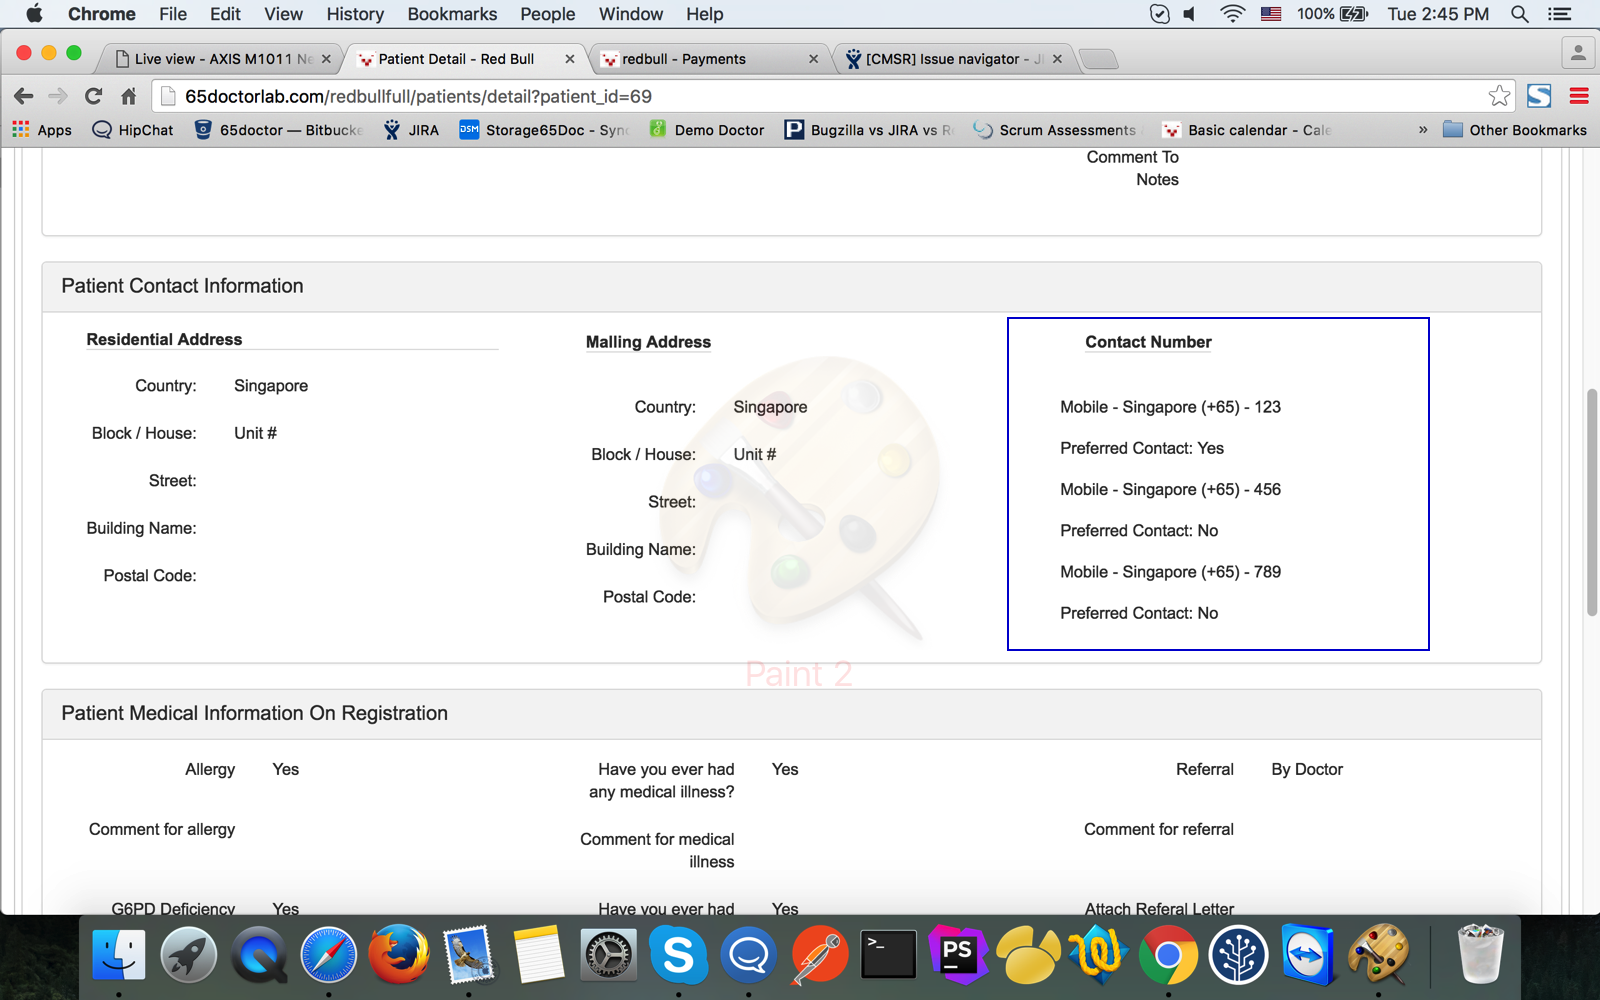 Chrome File Edit View History Bookmarks People Window Help 100% Tue 2:45 PM
Live view - AXIS M1011 Patient Detail - Red Bull redbull - Payments [CMSR] Issue navigator -
65doctorlab.com/redbullfull/patients/detail?patient_id=69
Apps HipChat 65doctor — Bitbucke JIRA DSM Storage65Doc - Syn Demo Doctor Bugzilla vs JIRA vs Scrum Assessments Basic calendar - Cale » Other Bookmarks
Comment To
Notes
Patient Contact Information
Residential Address
Country: Singapore
Block / House: Unit #
Street:
Building Name:
Postal Code:
Malling Address
Country: Singapore
Block / House: Unit #
Street:
Building Name:
Postal Code:
Contact Number
Mobile - Singapore (+65) - 123
Preferred Contact: Yes
Mobile - Singapore (+65) - 456
Preferred Contact: No
Mobile - Singapore (+65) - 789
Preferred Contact: No
Paint 2
Patient Medical Information On Registration
Allergy Yes
Comment for allergy
G6PD Deficiency Yes
Have you ever had
any medical illness? Yes
Comment for medical
illness
Have you ever had Yes
Referral By Doctor
Comment for referral
Attach Referal Letter
PS